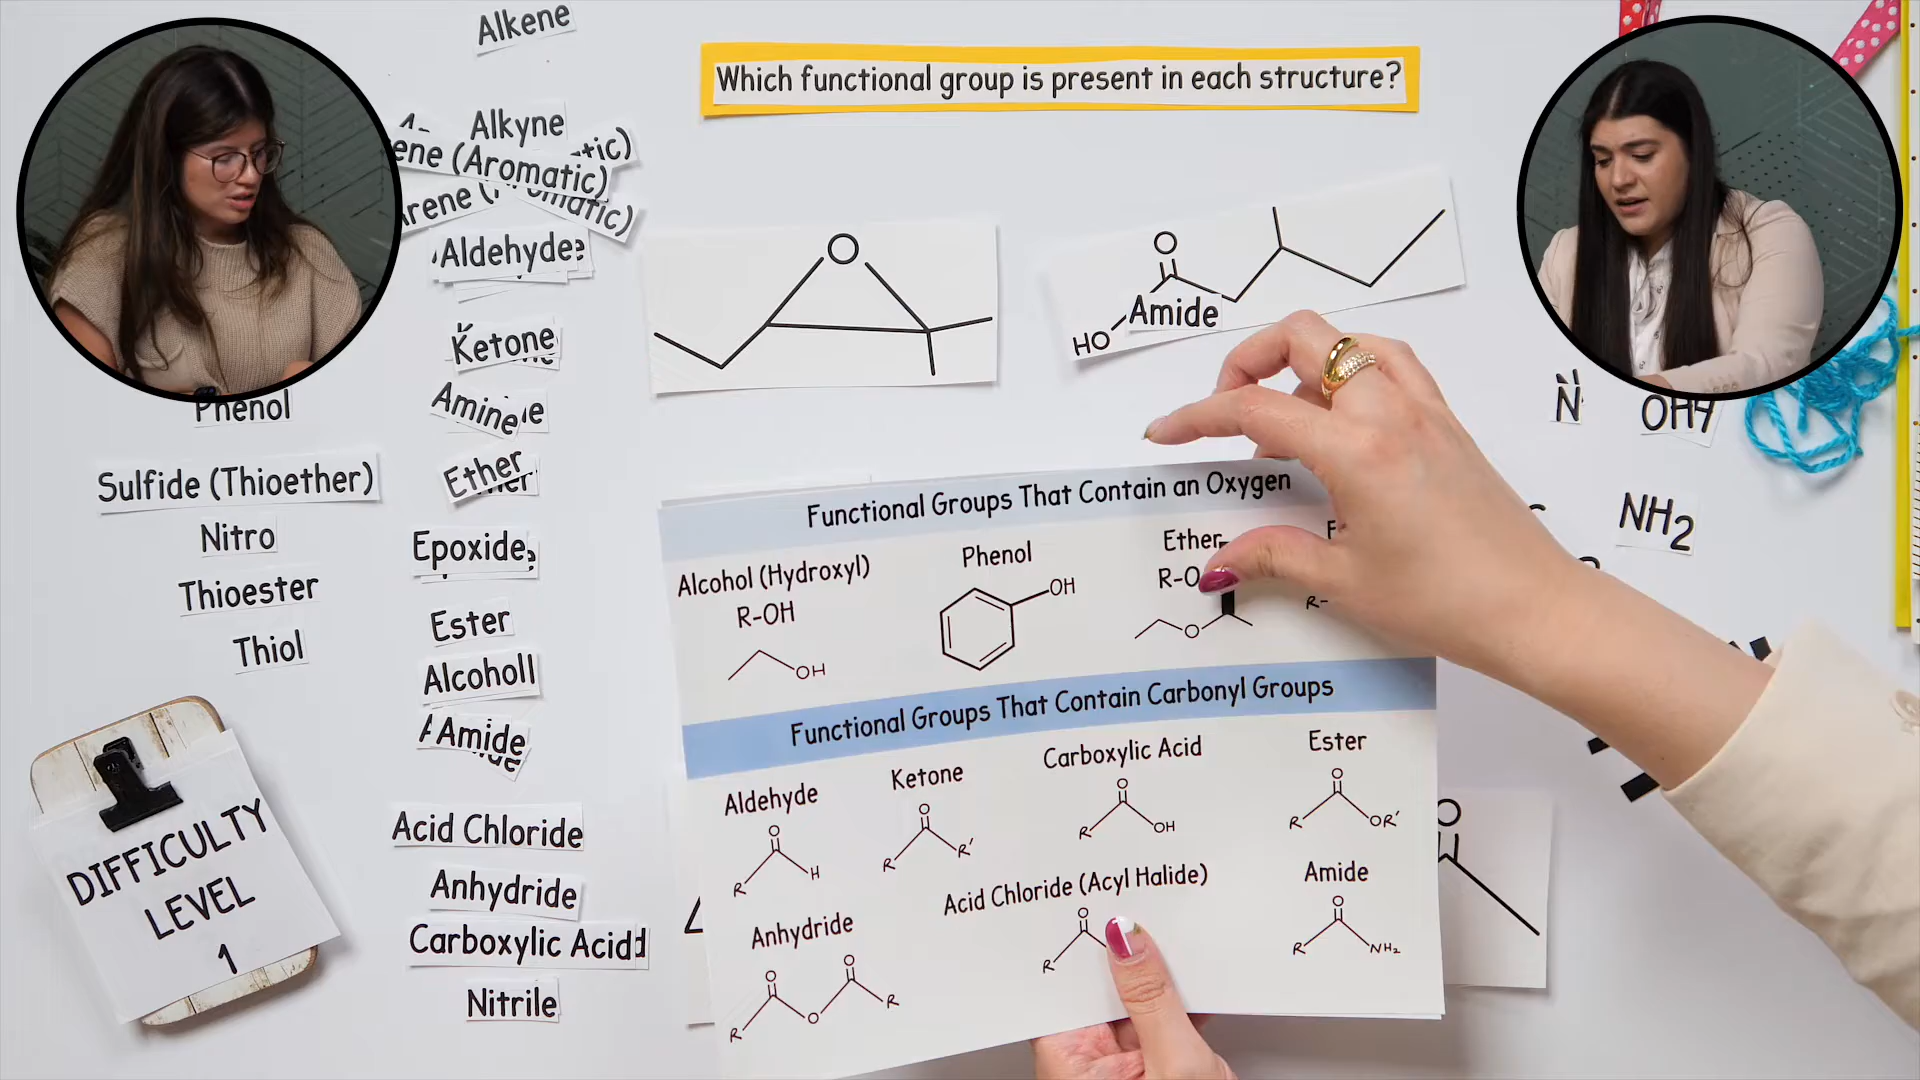 Alkene
Which functional group is present in each structure?
Alkyne
ene (Aromatic)
tic)
rene (
omatic)
Aldehyde
Ketone
Amine
Ether
Epoxide
Ester
Alcohol
Amide
Acid Chloride
Anhydride
Carboxylic Acid
Nitrile
Phenol
Sulfide (Thioether)
Nitro
Thioester
Thiol
DIFFICULTY
LEVEL
1
O
O
Amide
HO
N
OH
NH2
Functional Groups That Contain an Oxygen
Alcohol (Hydroxyl)
R-OH
OH
Phenol
OH
Ether
R-O
O
R-
Functional Groups That Contain Carbonyl Groups
Aldehyde
O
R H
Ketone
O
R R'
Carboxylic Acid
O
R OH
Ester
O
R OR'
Anhydride
O O
R O R
Acid Chloride (Acyl Halide)
O
R
Amide
O
R NH2
O